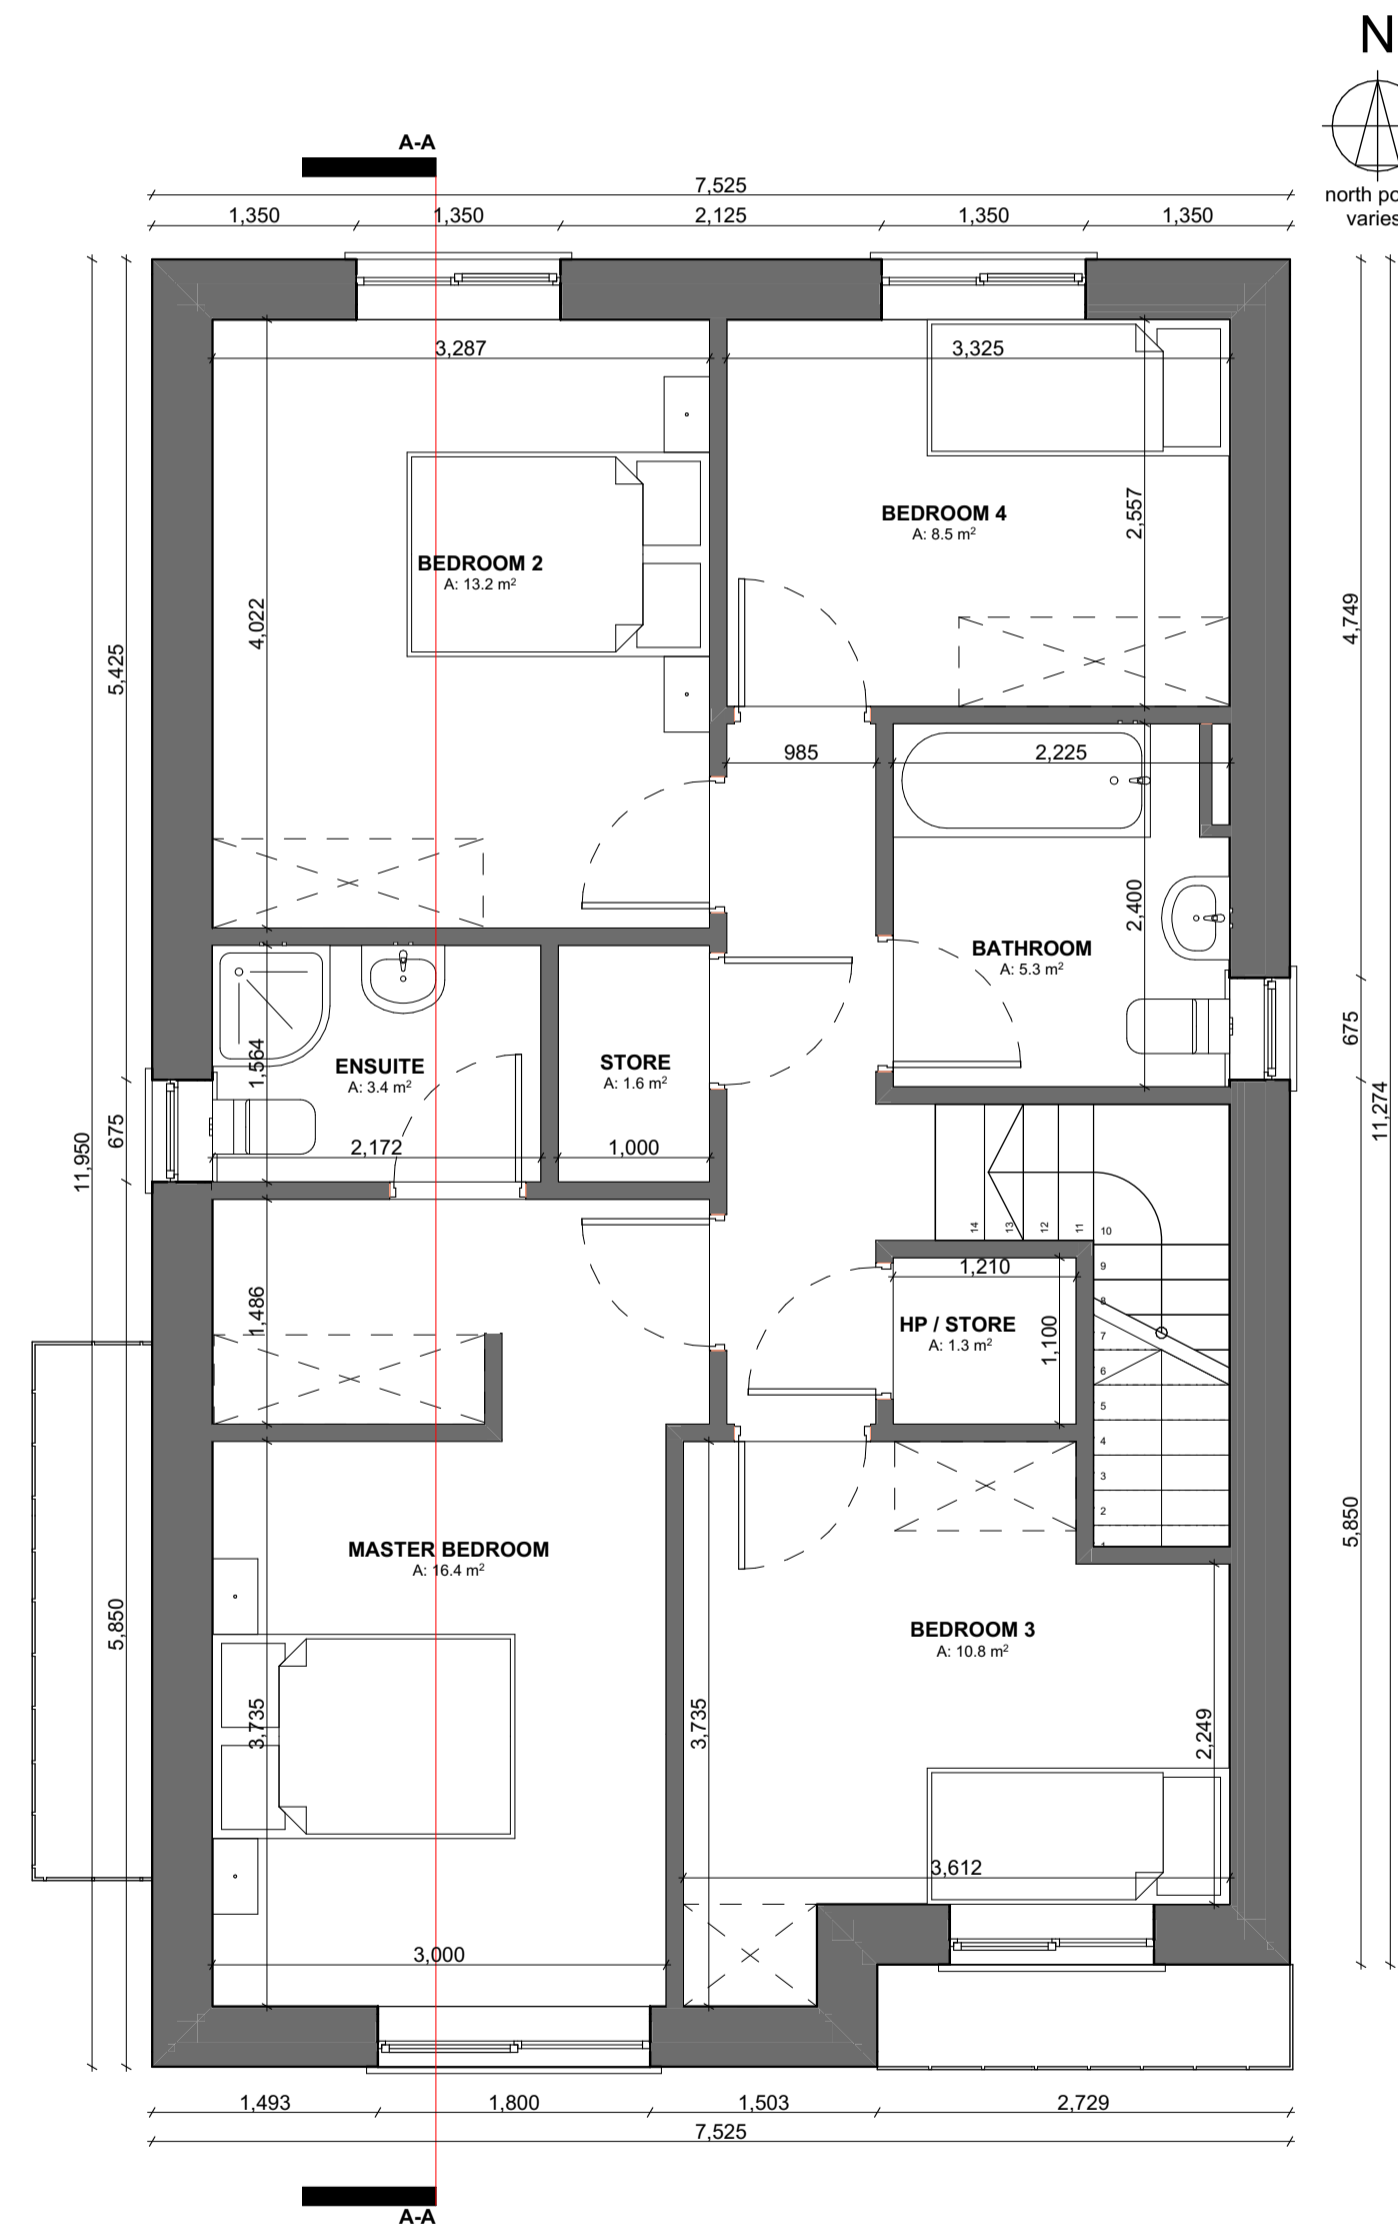 N
north po
varies
A-A
7,525
1,350 1,350 2,125 1,350 1,350
3,287 3,325
BEDROOM 4
A: 8.5 m²
2,557
BEDROOM 2
A: 13.2 m²
4,022
5,425
4,749
985 2,225
2,400
BATHROOM
A: 5.3 m²
ENSUITE
A: 3.4 m²
1,564
STORE
A: 1.6 m²
675
675
11,950
11,274
2,172 1,000
14 13 12 11 10
9
8
7
6
5
4
3
2
1,486
1,210
HP / STORE
A: 1.3 m²
1,100
MASTER BEDROOM
A: 16.4 m²
BEDROOM 3
A: 10.8 m²
5,850
5,850
3,735
3,735
2,249
3,612
3,000
1,493 1,800 1,503 2,729
7,525
A-A